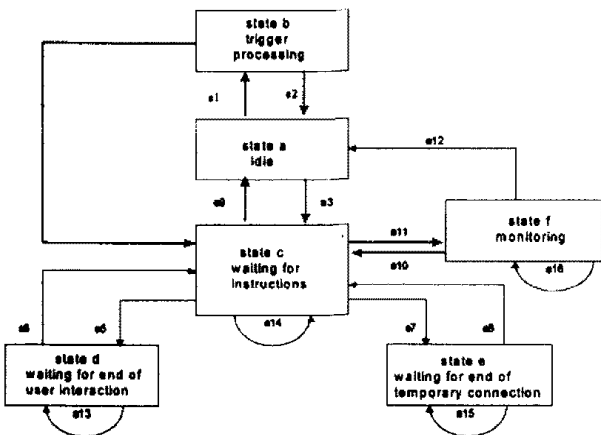 state b
trigger
processing
e1
e2
state a
idle
e12
e9
e3
state c
waiting for
instructions
e11
e10
state f
monitoring
e16
e6
e5
e14
e7
e8
state d
waiting for end of
user interaction
e13
state e
waiting for end of
temporary connection
e15